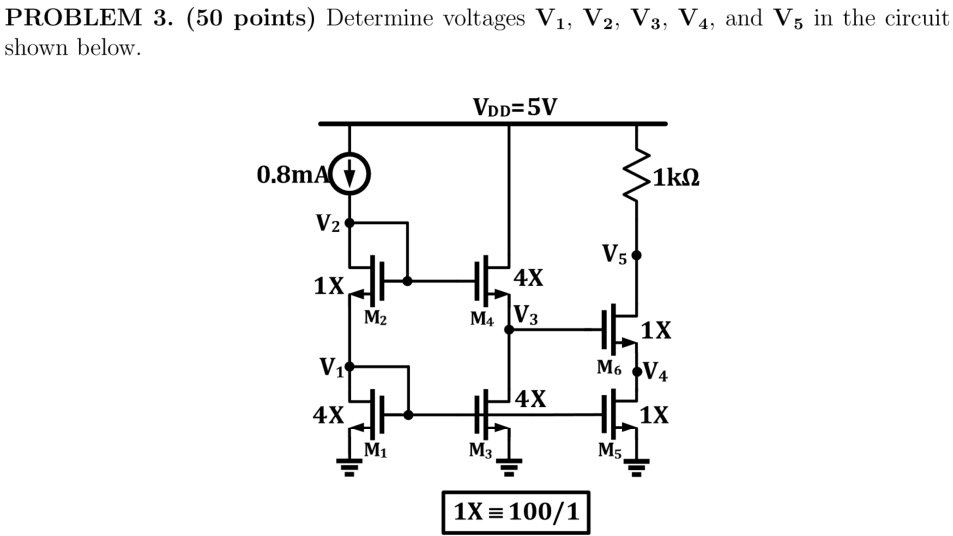 PROBLEM 3. (50 points) Determine voltages V₁, V₂, V₃, V₄, and V₅ in the circuit
shown below.
VDD=5V
0.8mA
1kΩ
V₂
V₅
1X
4X
M₂
M₄
V₃
1X
V₁
M₆
V₄
4X
4X
1X
M₁
M₃
M₅
1X ≡ 100/1